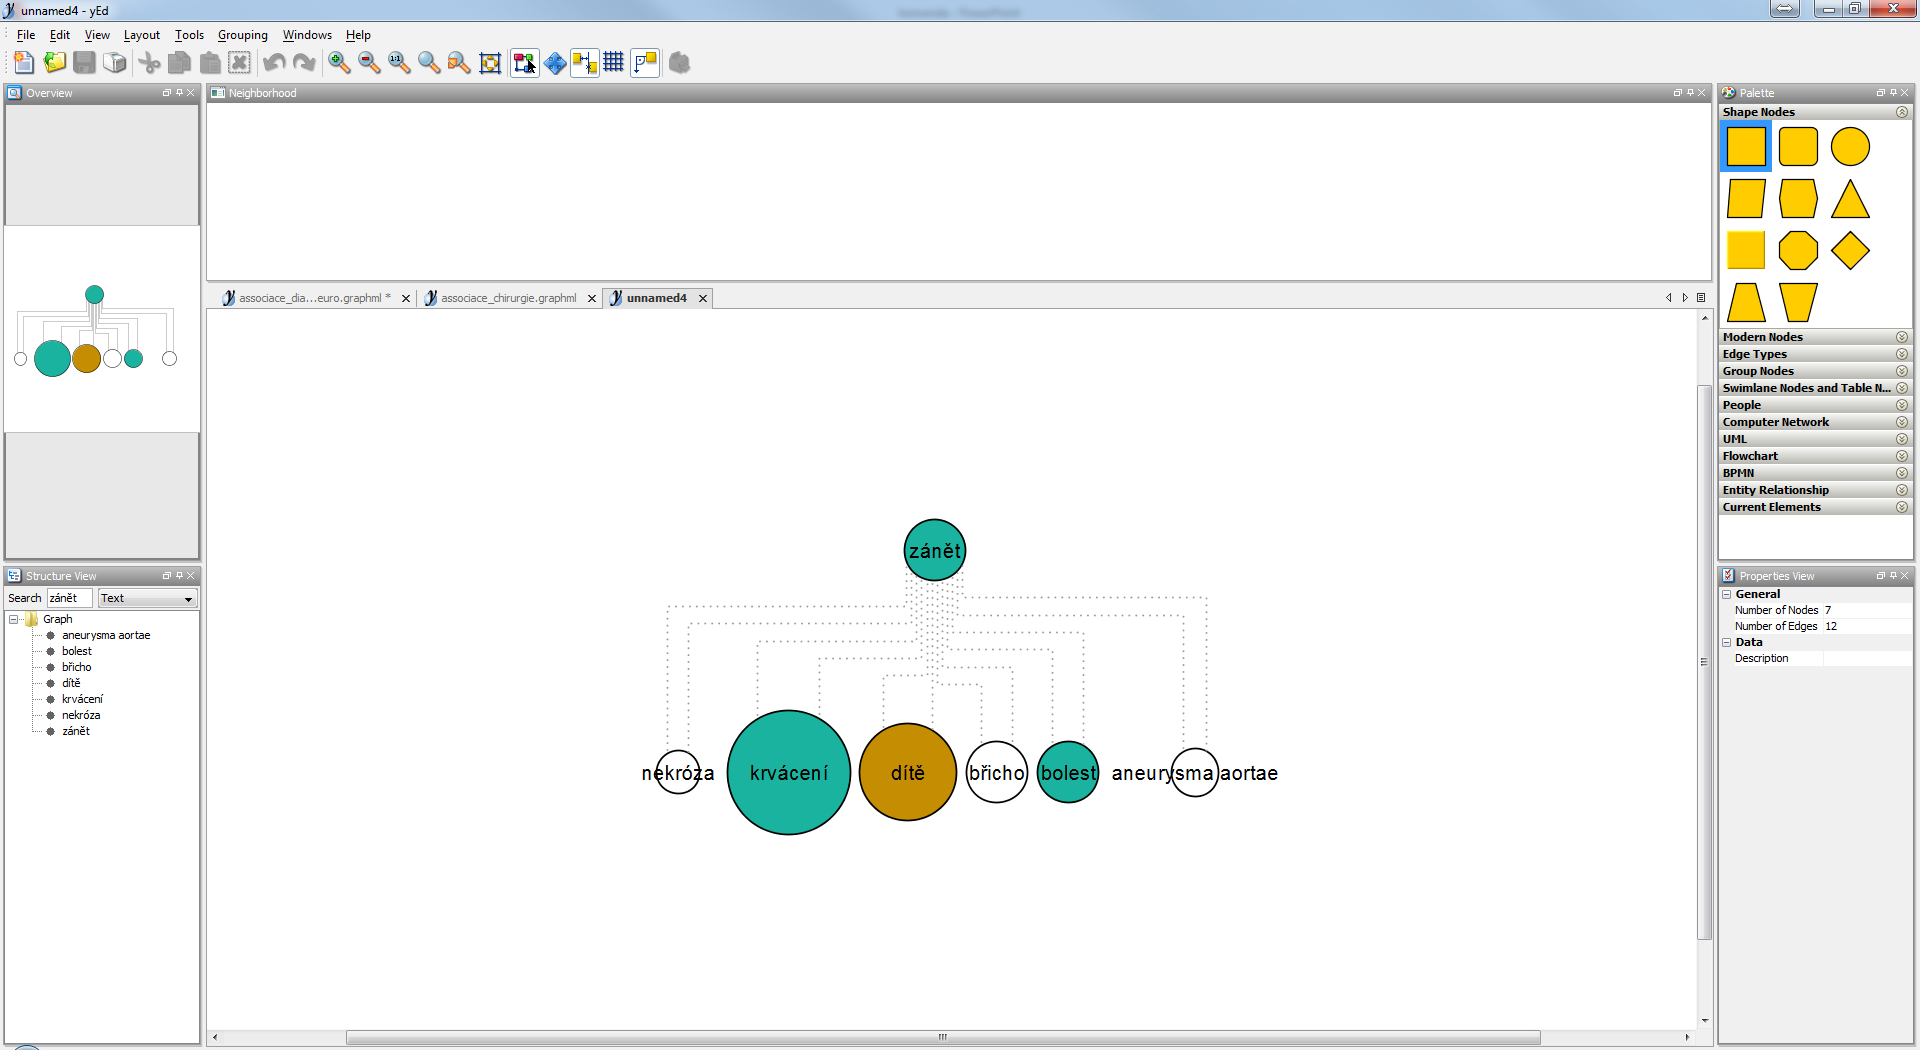 unnamed4 - yEd
File Edit View Layout Tools Grouping Windows Help
1:1
Overview
Neighborhood
Palette
Shape Nodes
associace_dia...euro.graphml *
associace_chirurgie.graphml
unnamed4
Modern Nodes
Edge Types
Group Nodes
Swimlane Nodes and Table N...
People
Computer Network
UML
Flowchart
BPMN
Entity Relationship
Current Elements
zánět
nekróza
krvácení
dítě
břicho
bolest
aneurysma aortae
Structure View
Search zánět Text
Graph
aneurysma aortae
bolest
břicho
dítě
krvácení
nekróza
zánět
Properties View
General
Number of Nodes 7
Number of Edges 12
Data
Description